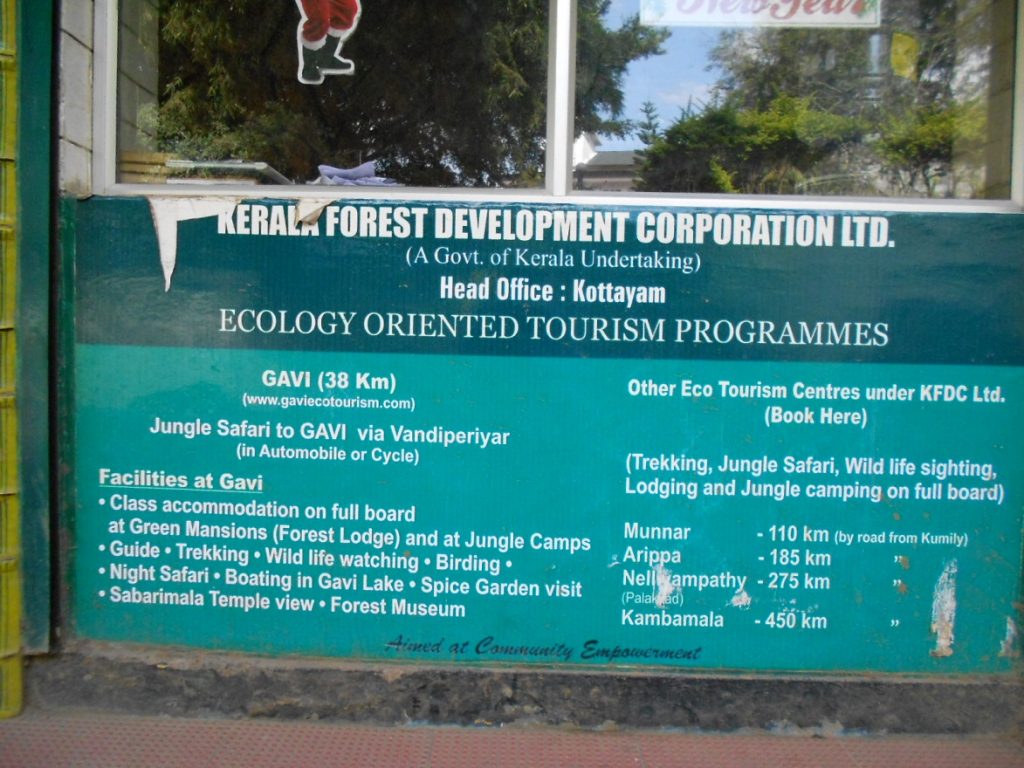 New Year
KERALA FOREST DEVELOPMENT CORPORATION LTD.
(A Govt. of Kerala Undertaking)
Head Office : Kottayam
ECOLOGY ORIENTED TOURISM PROGRAMMES
GAVI (38 Km)
(www.gaviecotourism.com)
Jungle Safari to GAVI via Vandiperiyar
(in Automobile or Cycle)
Facilities at Gavi
• Class accommodation on full board
at Green Mansions (Forest Lodge) and at Jungle Camps
• Guide • Trekking • Wild life watching • Birding •
• Night Safari • Boating in Gavi Lake • Spice Garden visit
• Sabarimala Temple view • Forest Museum
Other Eco Tourism Centres under KFDC Ltd.
(Book Here)
(Trekking, Jungle Safari, Wild life sighting,
Lodging and Jungle camping on full board)
Munnar - 110 km (by road from Kumily)
Arippa - 185 km „
Nelliyampathy - 275 km „
(Palakkad)
Kambamala - 450 km „
Aimed at Community Empowerment